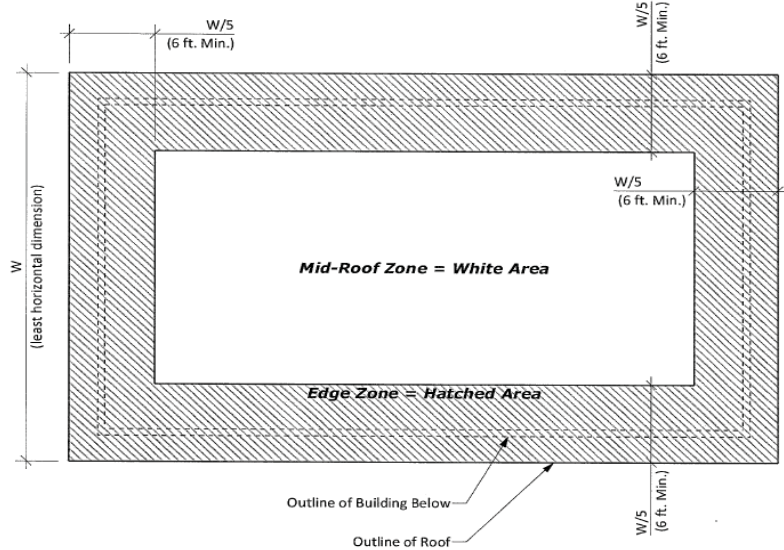 W/5
(6 ft. Min.)
W/5
(6 ft. Min.)
W/5
(6 ft. Min.)
W
(least horizontal dimension)
Mid-Roof Zone = White Area
Edge Zone = Hatched Area
Outline of Building Below
Outline of Roof
W/5
(6 ft. Min.)